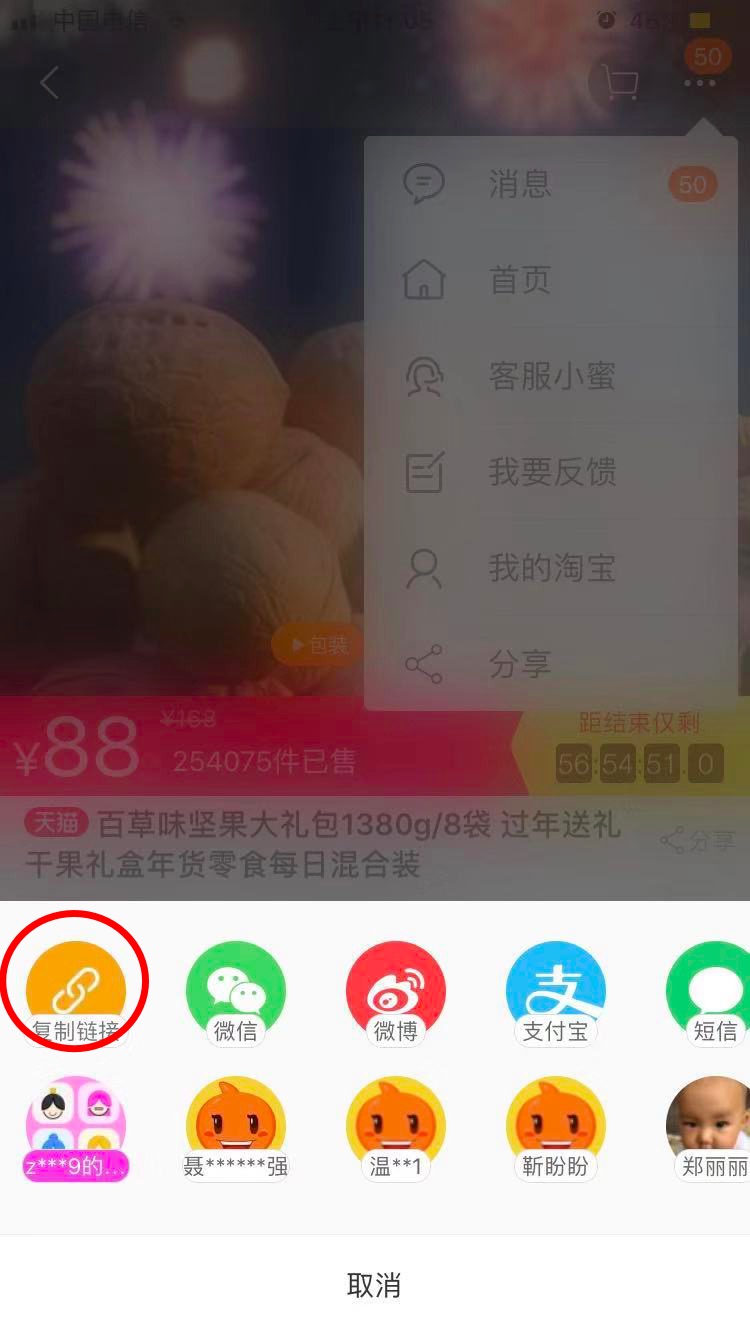 中国电信
上午11:05
46%
50
消息
50
首页
客服小蜜
我要反馈
我的淘宝
分享
包装
¥88
¥168
254075件已售
距结束仅剩
56:54:51.0
天猫 百草味坚果大礼包1380g/8袋 过年送礼
干果礼盒年货零食每日混合装
分享
复制链接
微信
微博
支付宝
短信
z***9的...
聂******强
温**1
靳盼盼
郑丽丽
取消